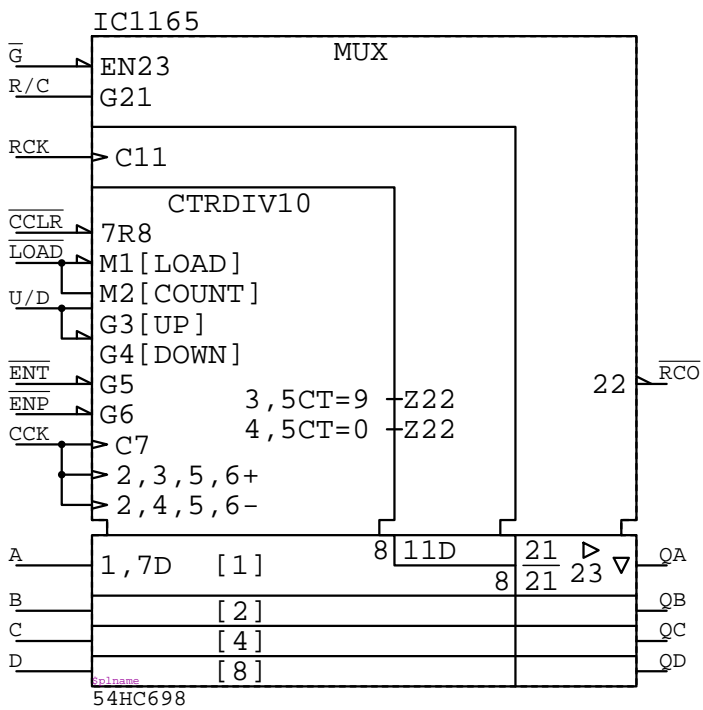 IC1165
MUX
G EN23
R/C G21
RCK C11
CTRDIV10
CCLR 7R8
LOAD M1[LOAD]
M2[COUNT]
U/D G3[UP]
G4[DOWN]
ENT G5
ENP G6
3,5CT=9 Z22
22 RCO
4,5CT=0 Z22
CCK C7
2,3,5,6+
2,4,5,6-
A 1,7D [1] 8 11D 8 21 21 23 QA
B [2] QB
C [4] QC
D [8] QD
$plname
54HC698